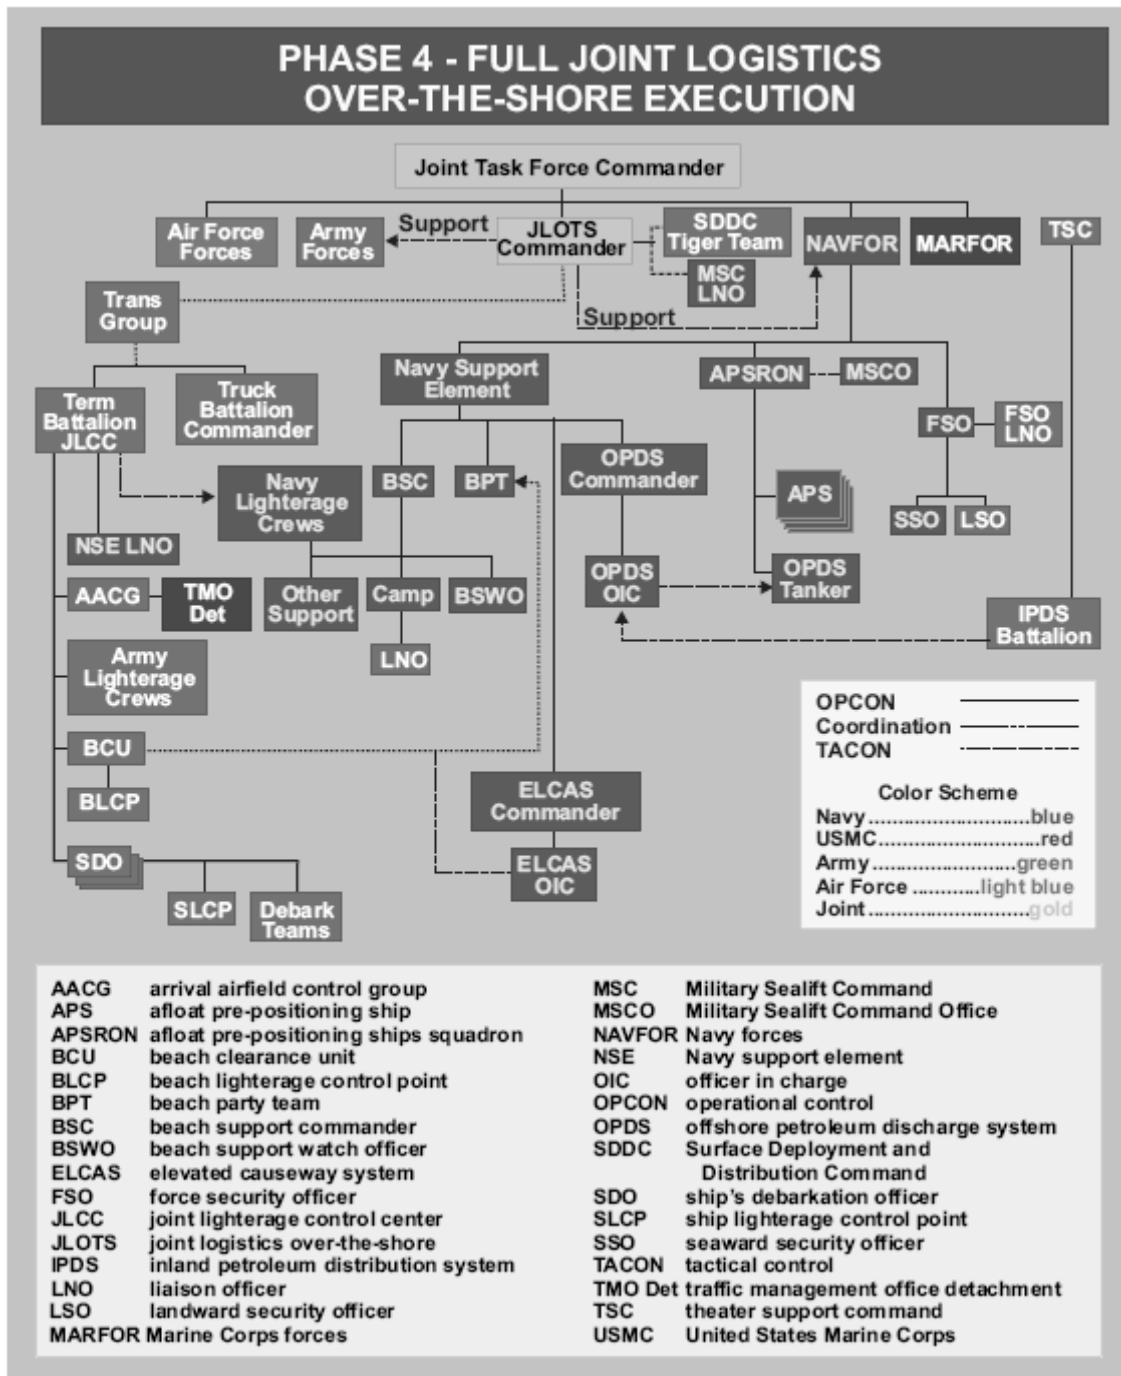 PHASE 4 - FULL JOINT LOGISTICS
OVER-THE-SHORE EXECUTION
Joint Task Force Commander
Air Force
Forces
Army
Forces
Support
JLOTS
Commander
SDDC
Tiger Team
MSC
LNO
NAVFOR
MARFOR
TSC
Support
Trans
Group
Term
Battalion
JLCC
Truck
Battalion
Commander
Navy Support
Element
APSRON
MSCO
FSO
FSO
LNO
Navy
Lighterage
Crews
BSC
BPT
OPDS
Commander
APS
SSO
LSO
NSE LNO
AACG
TMO
Det
Other
Support
Camp
BSWO
LNO
OPDS
OIC
OPDS
Tanker
IPDS
Battalion
Army
Lighterage
Crews
BCU
BLCP
SDO
SLCP
Debark
Teams
ELCAS
Commander
ELCAS
OIC
OPCON
Coordination
TACON
Color Scheme
Navy............................blue
USMC............................red
Army........................green
Air Force ............light blue
Joint............................gold
AACG arrival airfield control group
APS afloat pre-positioning ship
APSRON afloat pre-positioning ships squadron
BCU beach clearance unit
BLCP beach lighterage control point
BPT beach party team
BSC beach support commander
BSWO beach support watch officer
ELCAS elevated causeway system
FSO force security officer
JLCC joint lighterage control center
JLOTS joint logistics over-the-shore
IPDS inland petroleum distribution system
LNO liaison officer
LSO landward security officer
MARFOR Marine Corps forces
MSC Military Sealift Command
MSCO Military Sealift Command Office
NAVFOR Navy forces
NSE Navy support element
OIC officer in charge
OPCON operational control
OPDS offshore petroleum discharge system
SDDC Surface Deployment and
Distribution Command
SDO ship's debarkation officer
SLCP ship lighterage control point
SSO seaward security officer
TACON tactical control
TMO Det traffic management office detachment
TSC theater support command
USMC United States Marine Corps